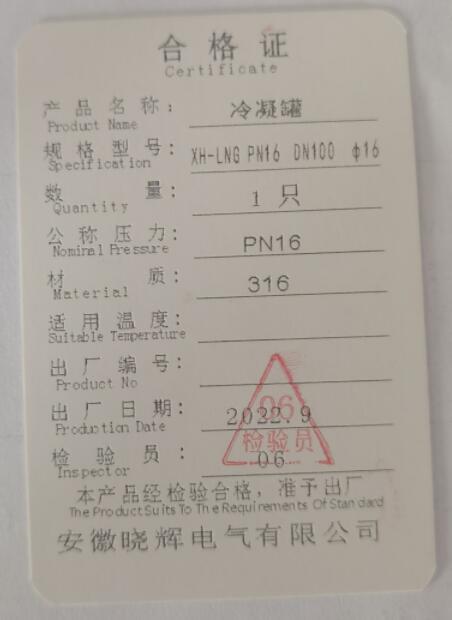 合格证
Certificate
产品名称： 冷凝罐
Product Name
规格型号： XH-LNG PN16 DN100 ф16
Specification
数量： 1只
Quantity
公称压力： PN16
Nominal Pressure
材质： 316
Material
适用温度：
Suitable Temperature
出厂编号：
Product No
出厂日期： 2022.9
Production Date
06
检验员
检验员： 06
Inspector
本产品经检验合格，准予出厂
The Product Suits To The Requirements Of Standard
安徽晓辉电气有限公司